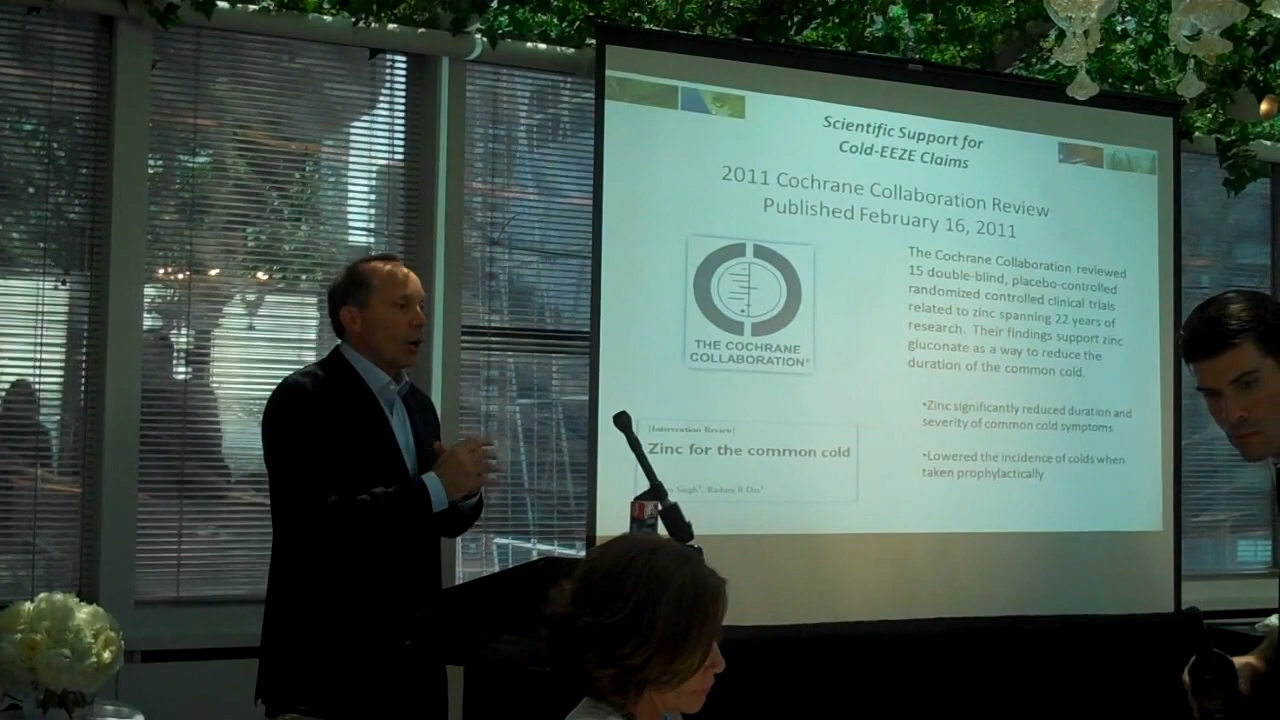 Scientific Support for
Cold-EEZE Claims
2011 Cochrane Collaboration Review
Published February 16, 2011
THE COCHRANE
COLLABORATION®
The Cochrane Collaboration reviewed
15 double-blind, placebo-controlled
randomized controlled clinical trials
related to zinc spanning 22 years of
research. Their findings support zinc
gluconate as a way to reduce the
duration of the common cold.
•Zinc significantly reduced duration and
severity of common cold symptoms
•Lowered the incidence of colds when
taken prophylactically
[Intervention Review]
Zinc for the common cold
Singh¹, Rashmi R Das¹